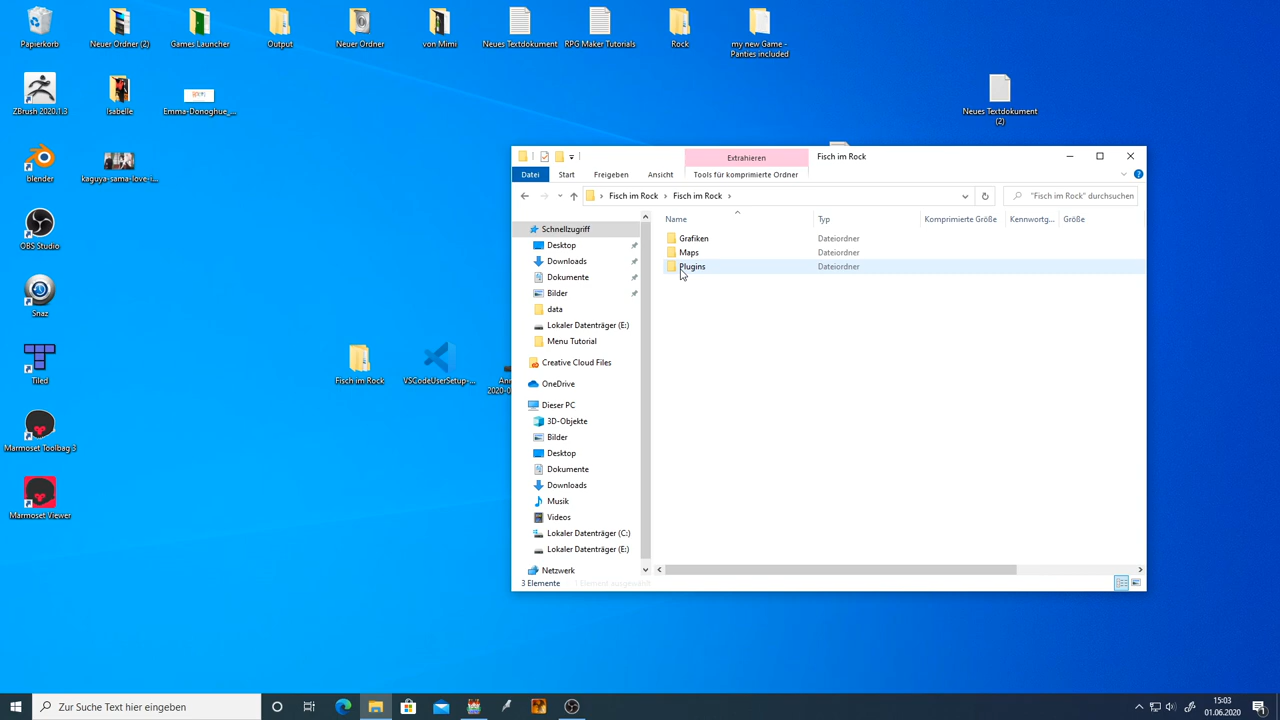 Papierkorb
Neuer Ordner (2)
Games Launcher
Output
Neuer Ordner
von Mimi
Neues Textdokument
RPG Maker Tutorials
Rock
my new Game -
Panties included
ZBrush 2020.1.3
Isabelle
Emma-Donoghue_...
Neues Textdokument
(2)
blender
kaguya-sama-love-i...
OBS Studio
Snaz
Tiled
Fisch im Rock
VSCodeUserSetup-...
Marmoset Toolbag 3
Marmoset Viewer
Extrahieren
Fisch im Rock
Datei
Start
Freigeben
Ansicht
Tools für komprimierte Ordner
Fisch im Rock
Fisch im Rock
"Fisch im Rock" durchsuchen
Name
Typ
Komprimierte Größe
Kennwortg...
Größe
Grafiken
Dateiordner
Maps
Dateiordner
Plugins
Dateiordner
Schnellzugriff
Desktop
Downloads
Dokumente
Bilder
data
Lokaler Datenträger (E:)
Menu Tutorial
Creative Cloud Files
OneDrive
Dieser PC
3D-Objekte
Bilder
Desktop
Dokumente
Downloads
Musik
Videos
Lokaler Datenträger (C:)
Lokaler Datenträger (E:)
Netzwerk
3 Elemente
1 Element ausgewählt
Zur Suche Text hier eingeben
15:03
01.06.2020